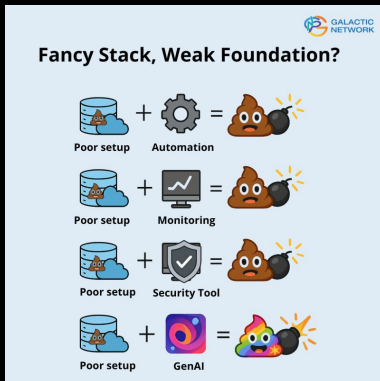 GALACTIC
NETWORK
Fancy Stack, Weak Foundation?
+ =
Poor setup Automation
+ =
Poor setup Monitoring
+ =
Poor setup Security Tool
+ =
Poor setup GenAI